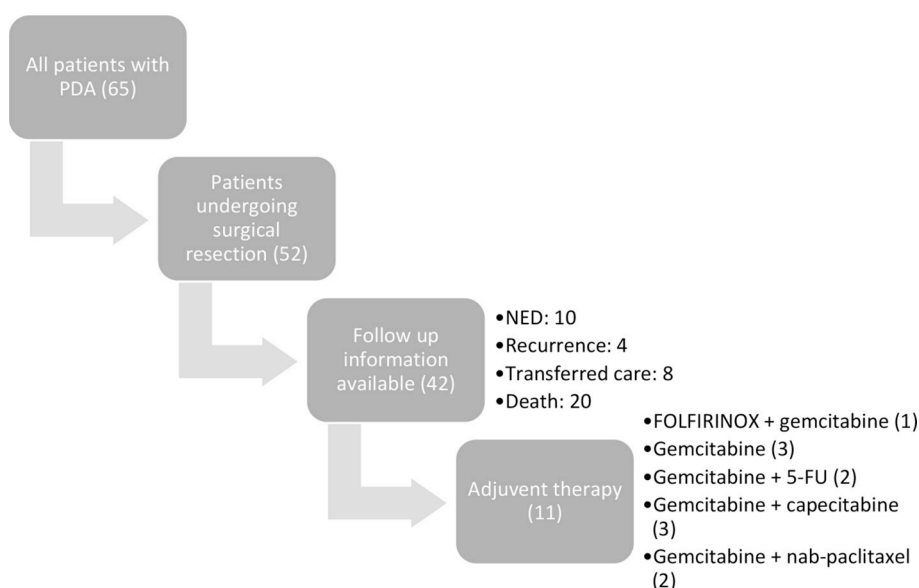 All patients with
PDA (65)
Patients
undergoing
surgical
resection (52)
Follow up
information
available (42)
•NED: 10
•Recurrence: 4
•Transferred care: 8
•Death: 20
Adjuvent therapy
(11)
•FOLFIRINOX + gemcitabine (1)
•Gemcitabine (3)
•Gemcitabine + 5-FU (2)
•Gemcitabine + capecitabine
(3)
•Gemcitabine + nab-paclitaxel
(2)